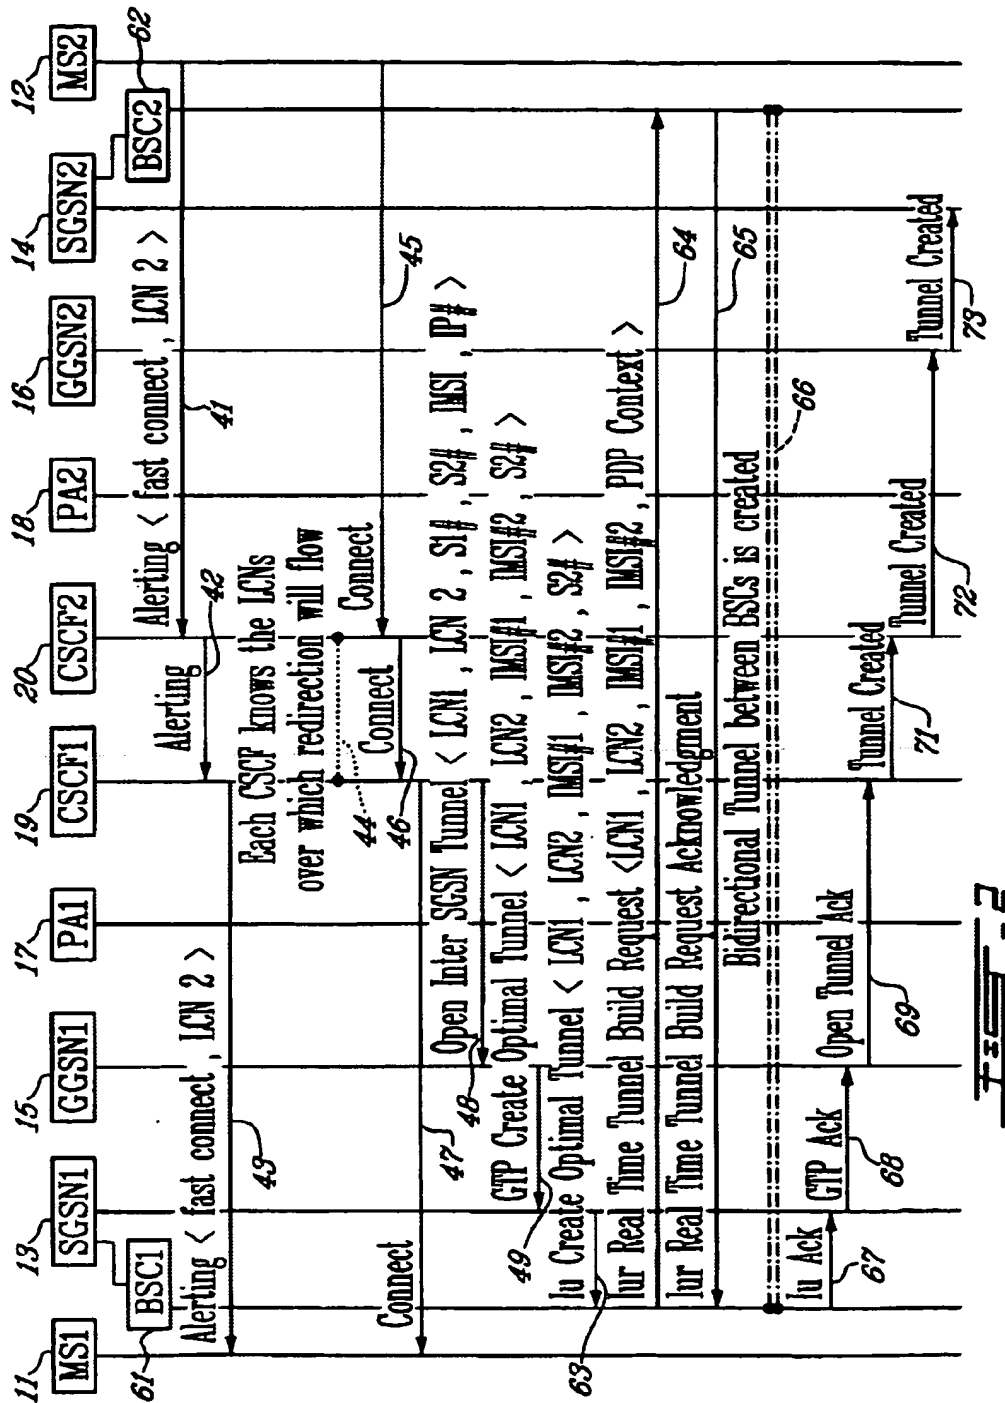 11 MS1
61 BSC1
13 SGSN1
15 GGSN1
17 PA1
19 CSCF1
20 CSCF2
18 PA2
16 GGSN2
14 SGSN2
BSC2 62
12 MS2
Alerting < fast connect , LCN 2 >
41
Alerting
42
Alerting < fast connect , LCN 2 >
43
Each CSCF knows the LCNs
over which redirection will flow
44
Connect
45
Connect
46
Connect
47
Open Inter SGSN Tunnel < LCN1 , LCN 2 , S1# , S2# , IMSI , IP# >
48
GTP Create Optimal Tunnel < LCN1 , LCN2 , IMSI#1 , IMSI#2 , S2# >
49
Iu Create Optimal Tunnel < LCN1 , LCN2 , IMSI#1 , IMSI#2 , S2# >
63
Iur Real Time Tunnel Build Request <LCN1 , LCN2 , IMSI#1 , IMSI#2 , PDP Context >
64
Iur Real Time Tunnel Build Request Acknowledgment
65
Bidirectional Tunnel between BSCs is created
66
Iu Ack
67
GTP Ack
68
Open Tunnel Ack
69
Tunnel Created
71
Tunnel Created
72
Tunnel Created
73
FIG - 2